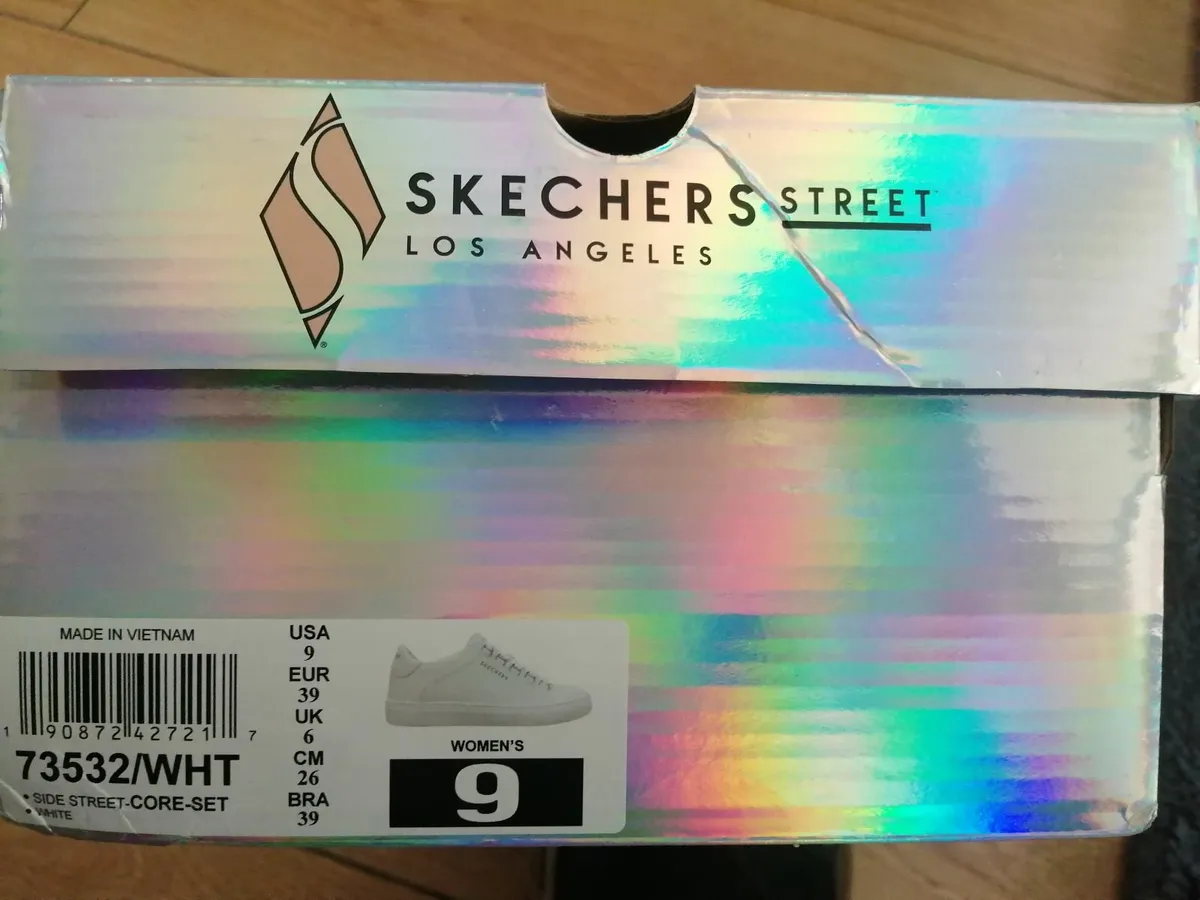 SKECHERS STREET
LOS ANGELES
®
MADE IN VIETNAM
1 90872 42721 7
73532/WHT
• SIDE STREET-CORE-SET
• WHITE
USA
9
EUR
39
UK
6
CM
26
BRA
39
SKECHERS
WOMEN'S
9